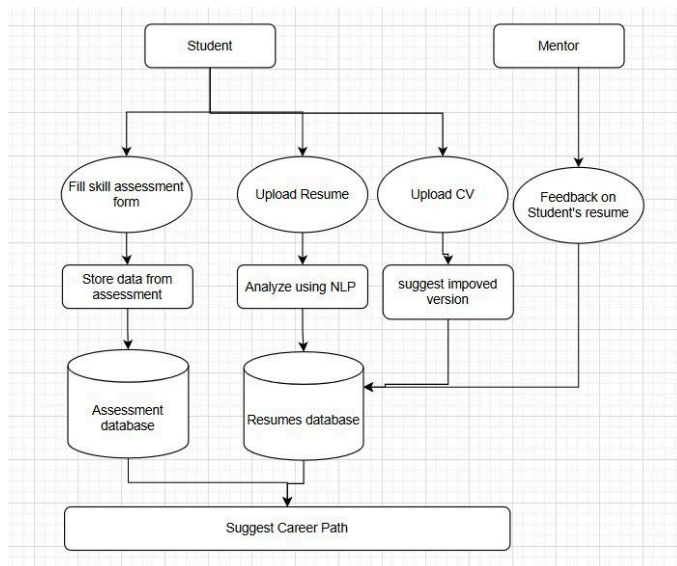 Student
Mentor
Fill skill assessment
form
Upload Resume
Upload CV
Feedback on
Student's resume
Store data from
assessment
Analyze using NLP
suggest impoved
version
Assessment
database
Resumes database
Suggest Career Path